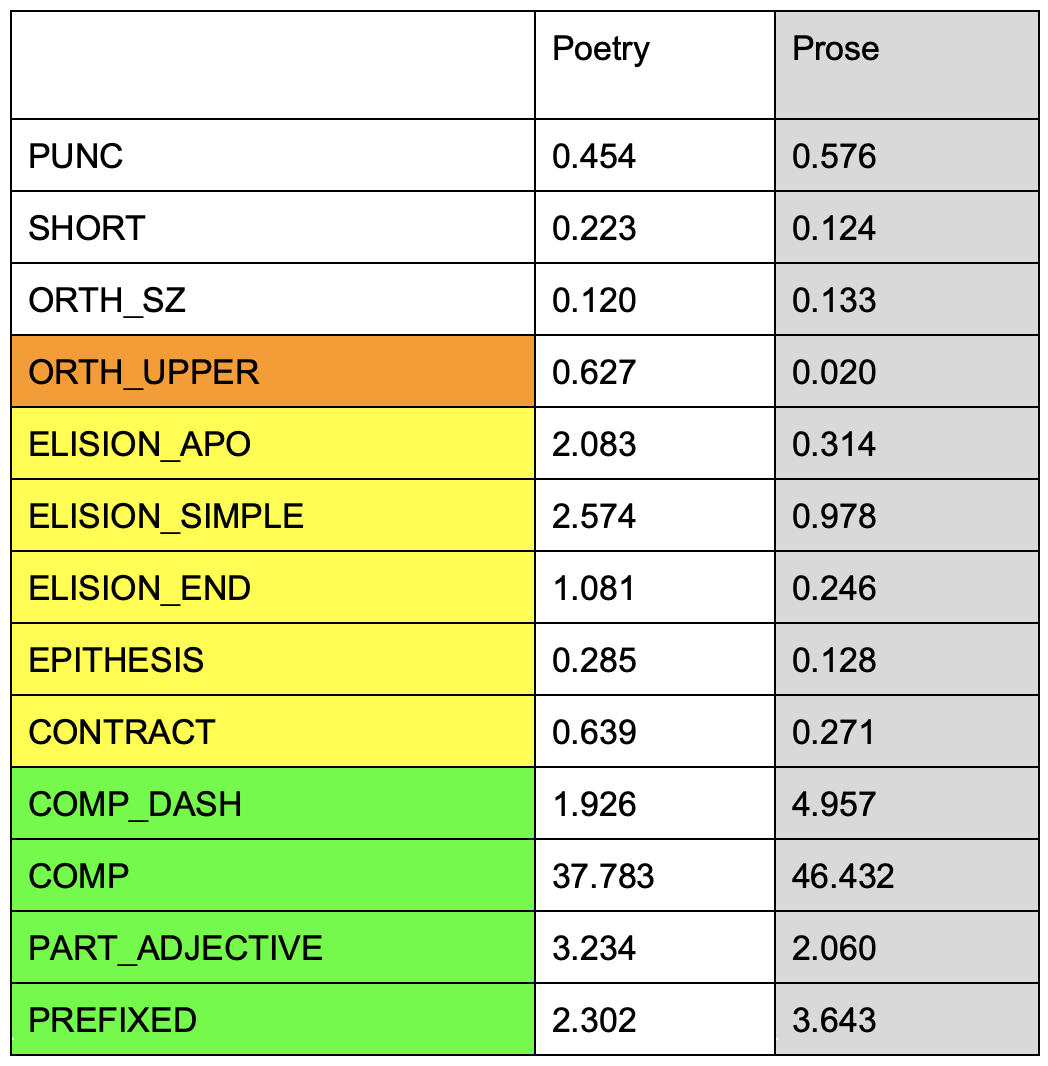 Poetry Prose
PUNC 0.454 0.576
SHORT 0.223 0.124
ORTH_SZ 0.120 0.133
ORTH_UPPER 0.627 0.020
ELISION_APO 2.083 0.314
ELISION_SIMPLE 2.574 0.978
ELISION_END 1.081 0.246
EPITHESIS 0.285 0.128
CONTRACT 0.639 0.271
COMP_DASH 1.926 4.957
COMP 37.783 46.432
PART_ADJECTIVE 3.234 2.060
PREFIXED 2.302 3.643